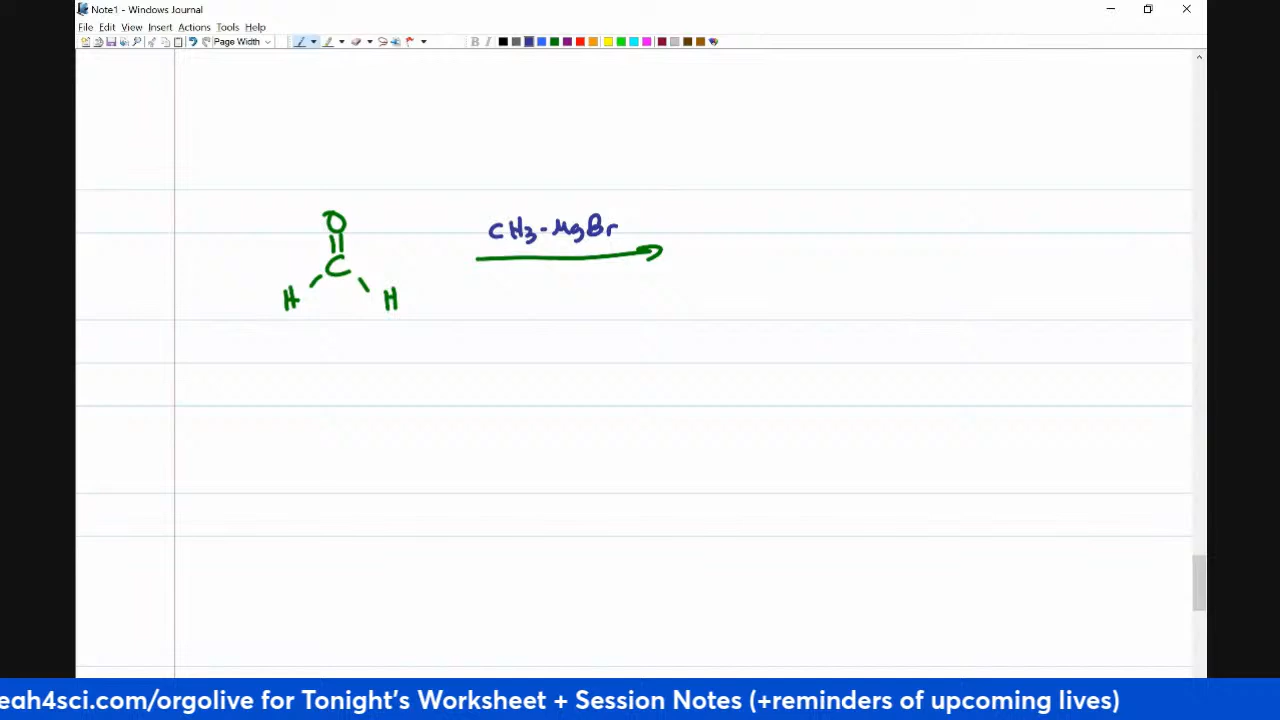 Note1 - Windows Journal
File Edit View Insert Actions Tools Help
Page Width
B I
O
CH3-MgBr
C
H H
eah4sci.com/orgolive for Tonight's Worksheet + Session Notes (+reminders of upcoming lives)